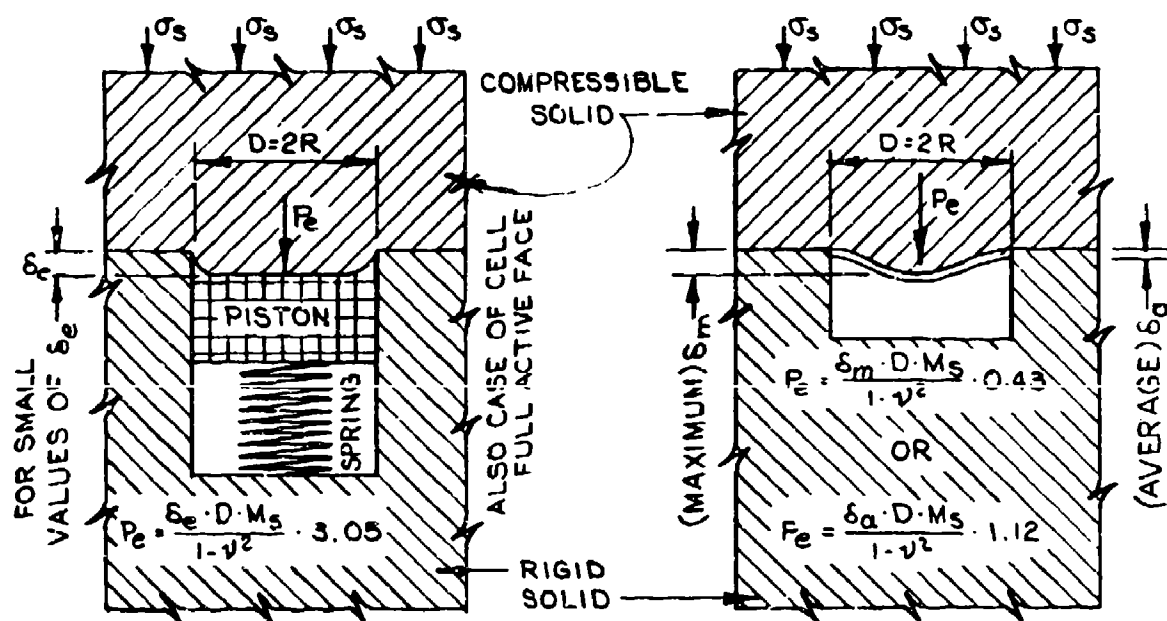 σs σs σs σs
COMPRESSIBLE
SOLID
D=2R
Pe
δe
FOR SMALL
VALUES OF δe
PISTON
SPRING
ALSO CASE OF CELL
FULL ACTIVE FACE
Pe = δe · D · Ms / 1-ν² · 3.05
RIGID
SOLID
σs σs σs σs
D=2R
Pe
(MAXIMUM) δm
(AVERAGE) δa
Pe = δm · D · Ms / 1-ν² · 0.43
OR
Pe = δa · D · Ms / 1-ν² · 1.12